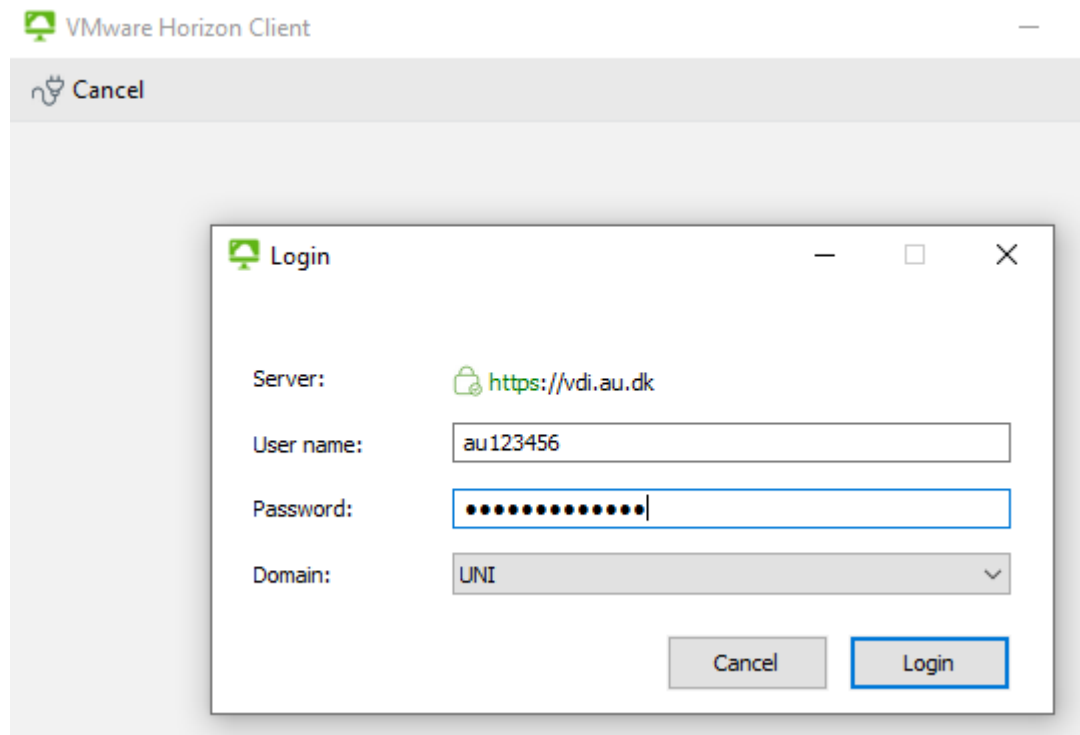 VMware Horizon Client
Cancel
Login
Server: https://vdi.au.dk
User name: au123456
Password: •••••••••••••
Domain: UNI
Cancel Login